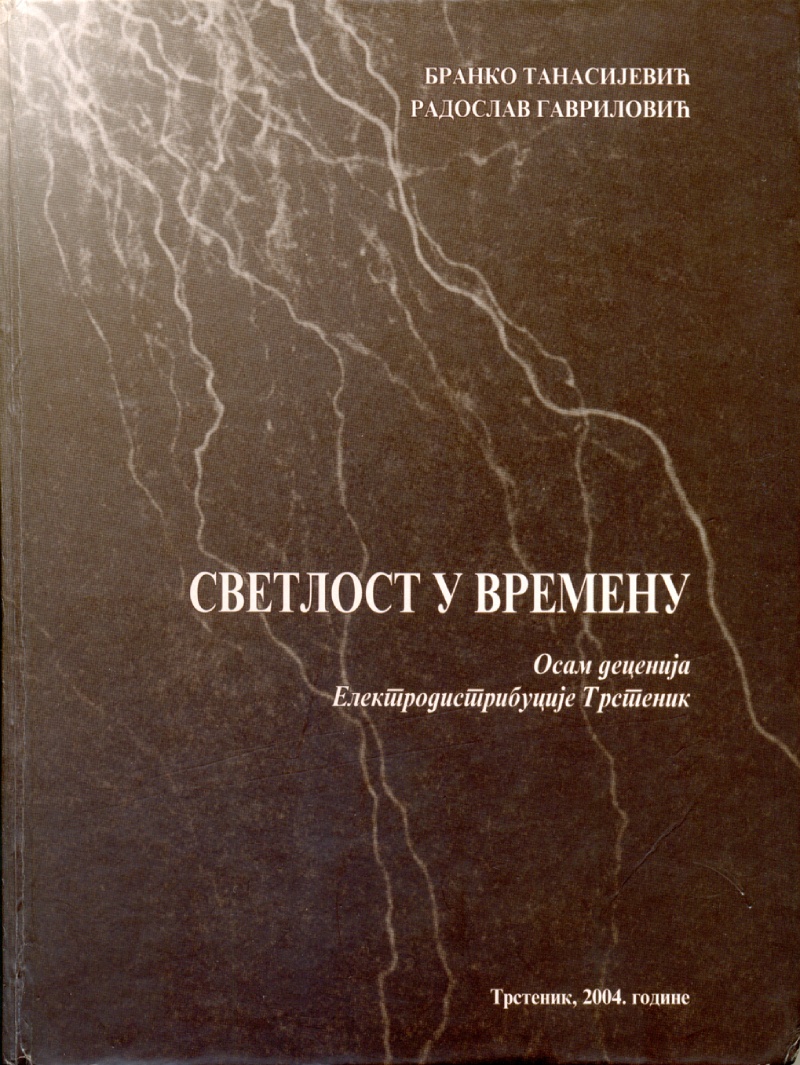 БРАНКО ТАНАСИЈЕВИЋ
РАДОСЛАВ ГАВРИЛОВИЋ
СВЕТЛОСТ У ВРЕМЕНУ
Осам деценија
Електродистрибуције Трстеник
Трстеник, 2004. године